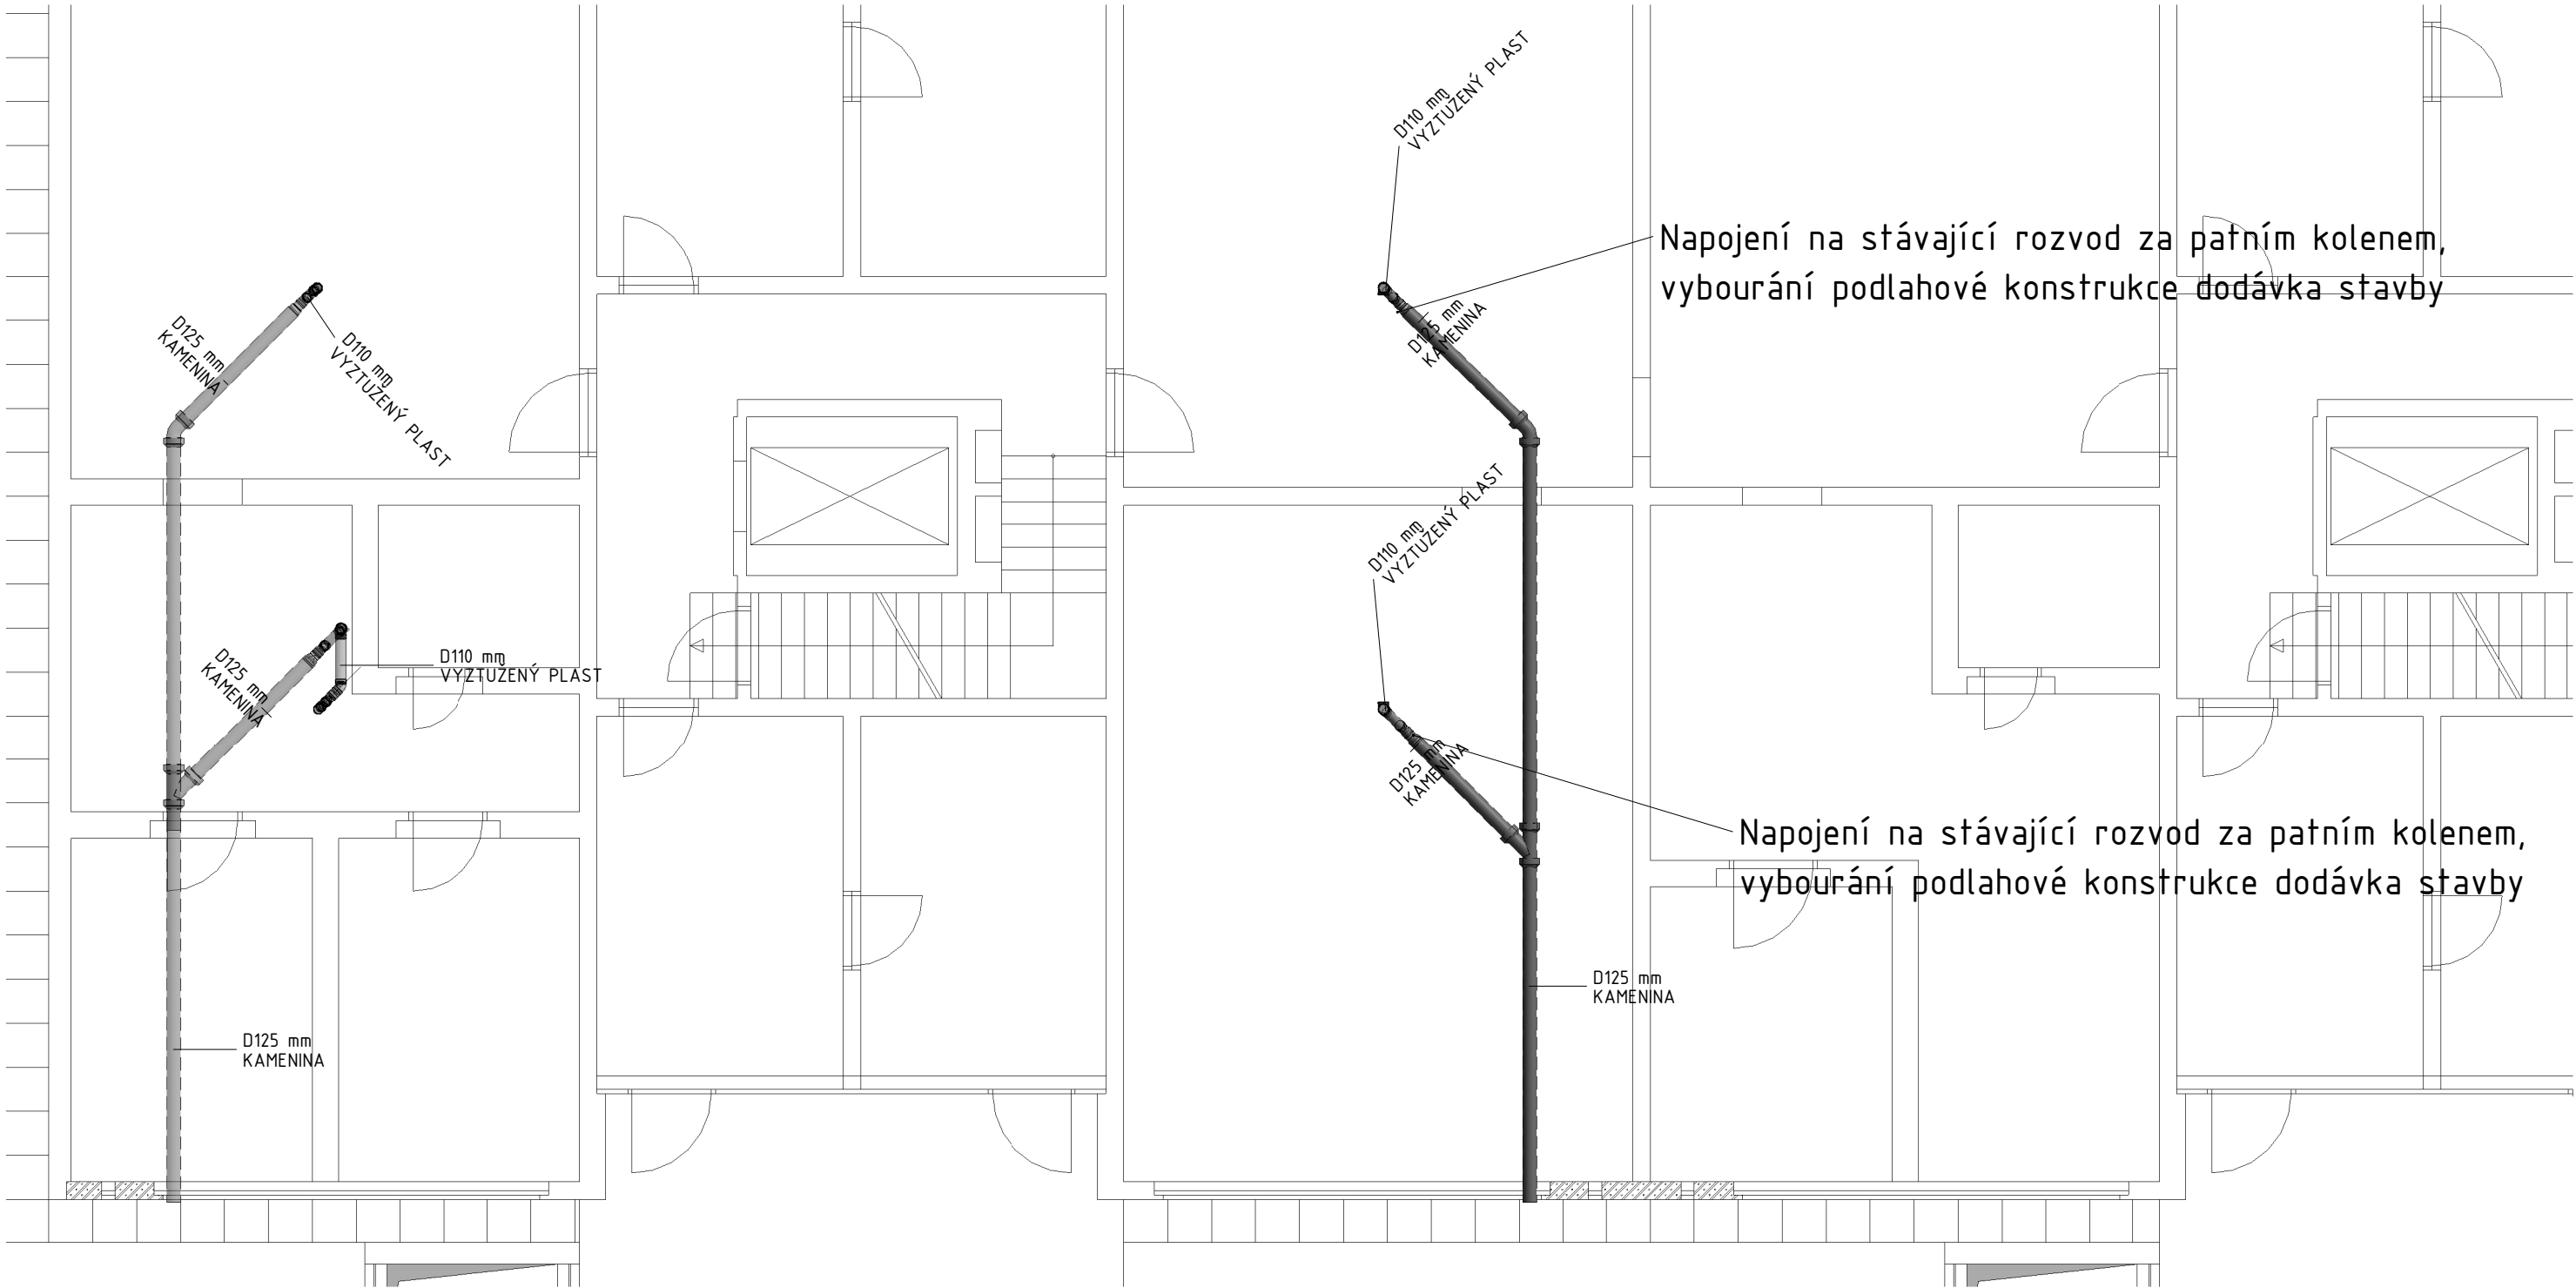 D110 mm
VYZTUŽENÝ PLAST
Napojení na stávající rozvod za patním kolenem,
vybourání podlahové konstrukce dodávka stavby
D125 mm
KAMENINA
D110 mm
VYZTUŽENÝ PLAST
D125 mm
KAMENINA
D110 mm
VYZTUŽENÝ PLAST
D125 mm
KAMENINA
D110 mm
VYZTUŽENÝ PLAST
D125 mm
KAMENINA
Napojení na stávající rozvod za patním kolenem,
vybourání podlahové konstrukce dodávka stavby
D125 mm
KAMENINA
D125 mm
KAMENINA